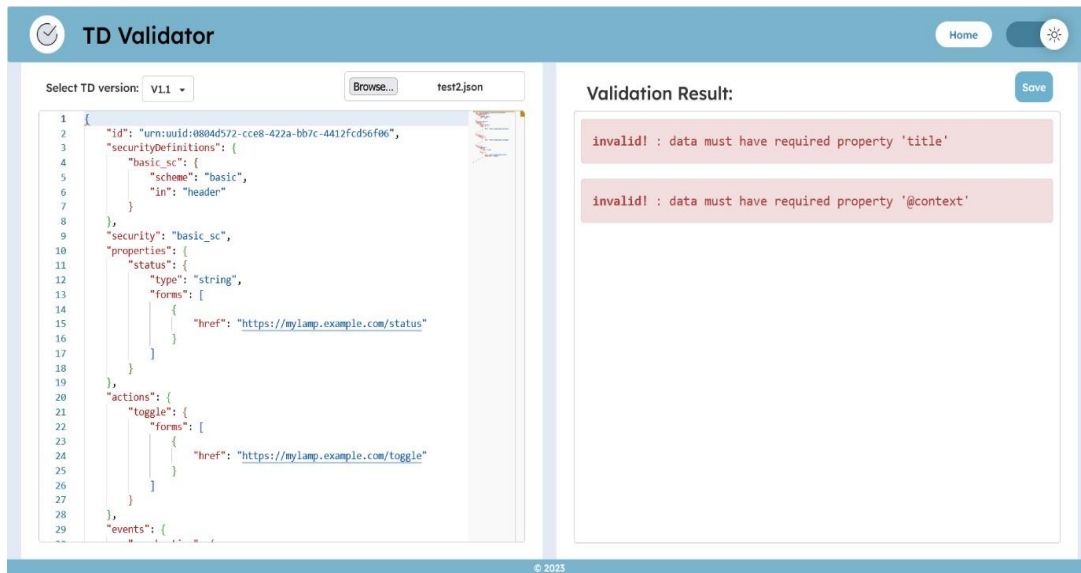 TD Validator
Home
Select TD version: V1.1
Browse... test2.json
1 {
2 "id": "urn:uuid:0804d572-cce8-422a-bb7c-4412fcd56f06",
3 "securityDefinitions": {
4 "basic_sc": {
5 "scheme": "basic",
6 "in": "header"
7 }
8 },
9 "security": "basic_sc",
10 "properties": {
11 "status": {
12 "type": "string",
13 "forms": [
14 {
15 "href": "https://mylamp.example.com/status"
16 }
17 ]
18 }
19 },
20 "actions": {
21 "toggle": {
22 "forms": [
23 {
24 "href": "https://mylamp.example.com/toggle"
25 }
26 ]
27 }
28 },
29 "events": {
Validation Result:
Save
invalid! : data must have required property 'title'
invalid! : data must have required property '@context'
© 2023